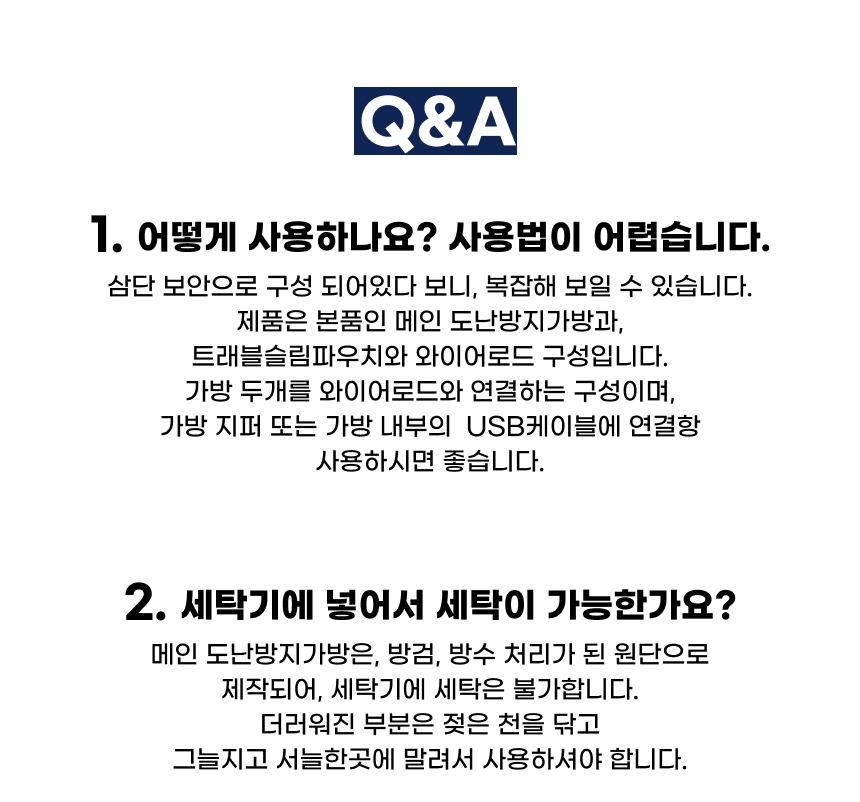 Q&A
1. 어떻게 사용하나요? 사용법이 어렵습니다.
삼단 보안으로 구성 되어있다 보니, 복잡해 보일 수 있습니다.
제품은 본품인 메인 도난방지가방과,
트래블슬림파우치와 와이어로드 구성입니다.
가방 두개를 와이어로드와 연결하는 구성이며,
가방 지퍼 또는 가방 내부의 USB케이블에 연결항
사용하시면 좋습니다.
2. 세탁기에 넣어서 세탁이 가능한가요?
메인 도난방지가방은, 방검, 방수 처리가 된 원단으로
제작되어, 세탁기에 세탁은 불가합니다.
더러워진 부분은 젖은 천을 닦고
그늘지고 서늘한곳에 말려서 사용하셔야 합니다.